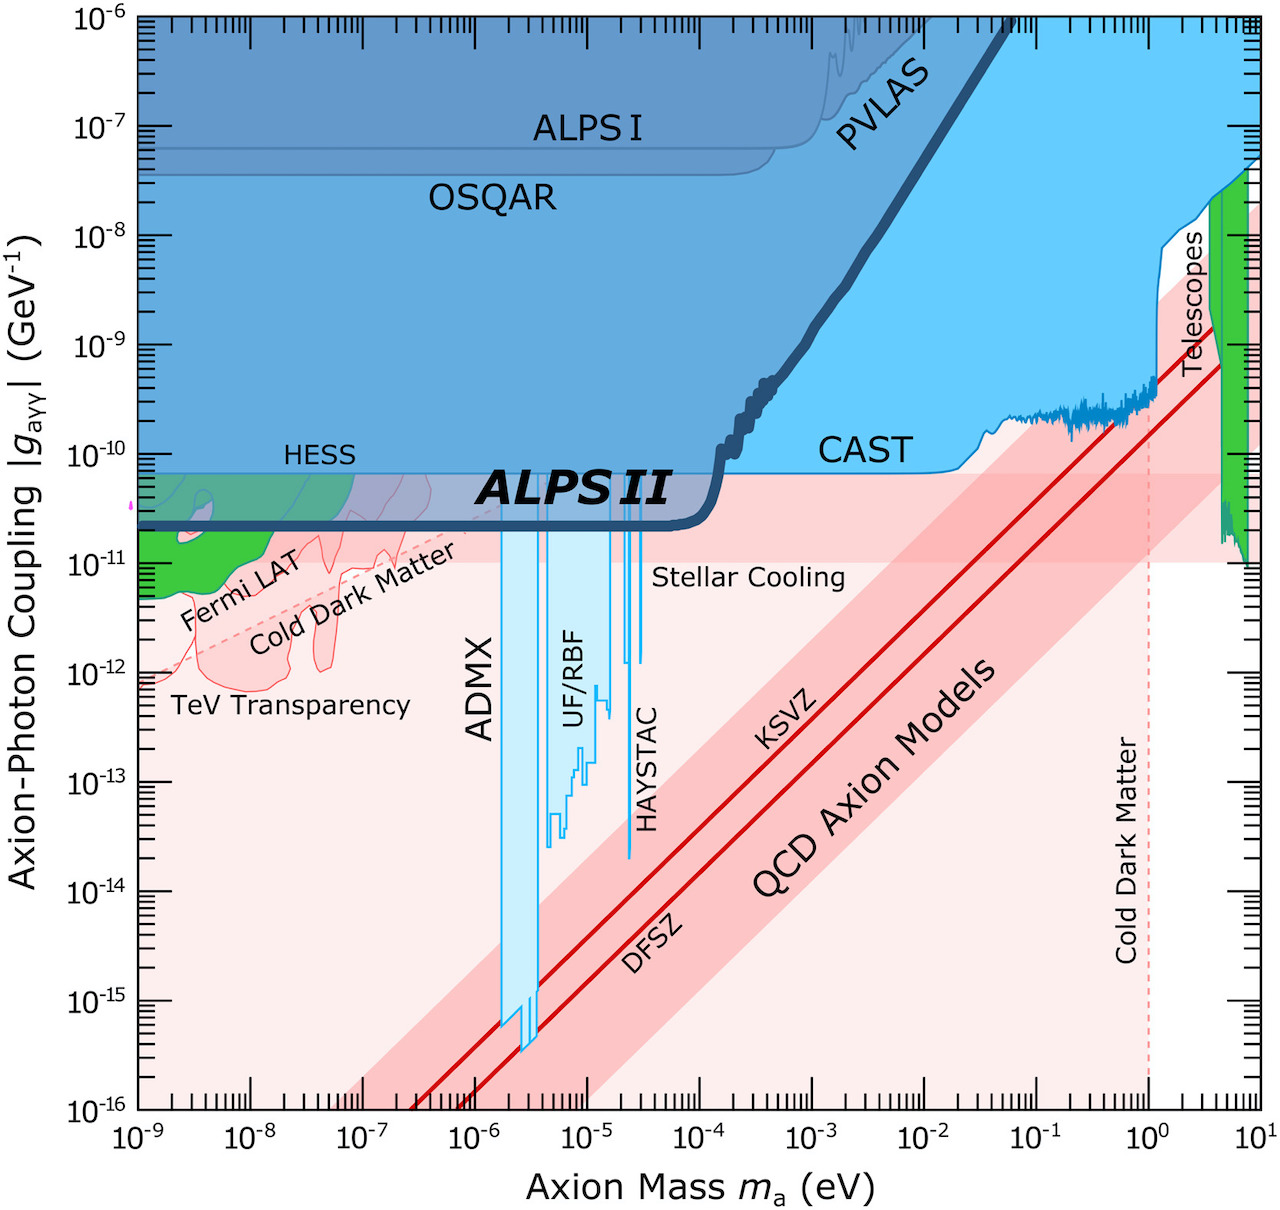 10-6
10-7
10-8
10-9
10-10
10-11
10-12
10-13
10-14
10-15
10-16
Axion-Photon Coupling |gaγγ| (GeV-1)
ALPS I
OSQAR
PVLAS
HESS
ALPS II
CAST
Telescopes
Fermi LAT
Cold Dark Matter
TeV Transparency
Stellar Cooling
ADMX
UF/RBF
HAYSTAC
KSVZ
DFSZ
QCD Axion Models
Cold Dark Matter
10-9
10-8
10-7
10-6
10-5
10-4
10-3
10-2
10-1
100
101
Axion Mass ma (eV)